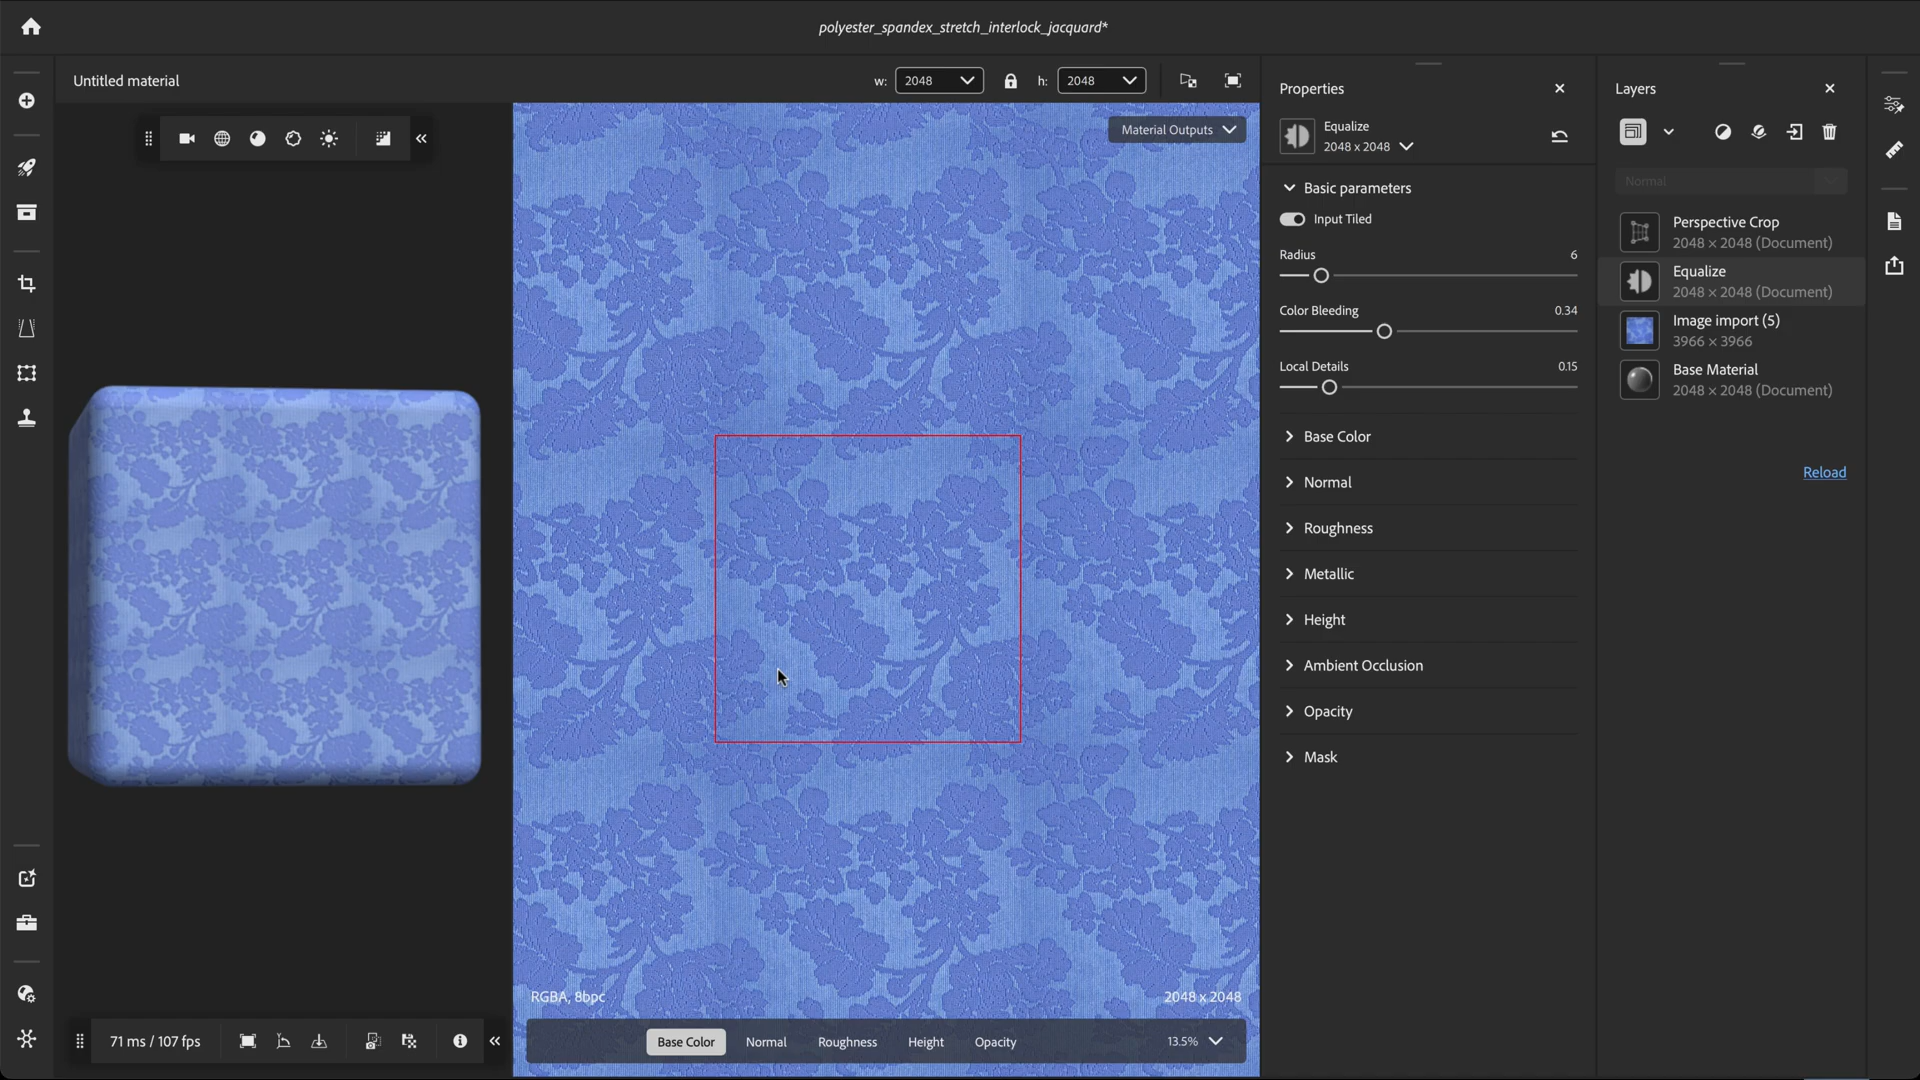 polyester_spandex_stretch_interlock_jacquard*
Untitled material
w: 2048
h: 2048
Material Outputs
RGBA, 8bpc
2048 x 2048
Base Color
Normal
Roughness
Height
Opacity
13.5%
71 ms / 107 fps
Properties
Equalize
2048 x 2048
Basic parameters
Input Tiled
Radius 6
Color Bleeding 0.34
Local Details 0.15
Base Color
Normal
Roughness
Metallic
Height
Ambient Occlusion
Opacity
Mask
Layers
Normal
Perspective Crop
2048 × 2048 (Document)
Equalize
2048 × 2048 (Document)
Image import (5)
3966 × 3966
Base Material
2048 × 2048 (Document)
Reload